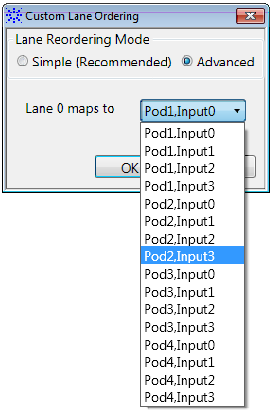 Custom Lane Ordering
Lane Reordering Mode
Simple (Recommended) Advanced
Lane 0 maps to Pod1,Input0
Pod1,Input0
Pod1,Input1
Pod1,Input2
Pod1,Input3
Pod2,Input0
Pod2,Input1
Pod2,Input2
Pod2,Input3
Pod3,Input0
Pod3,Input1
Pod3,Input2
Pod3,Input3
Pod4,Input0
Pod4,Input1
Pod4,Input2
Pod4,Input3
OK